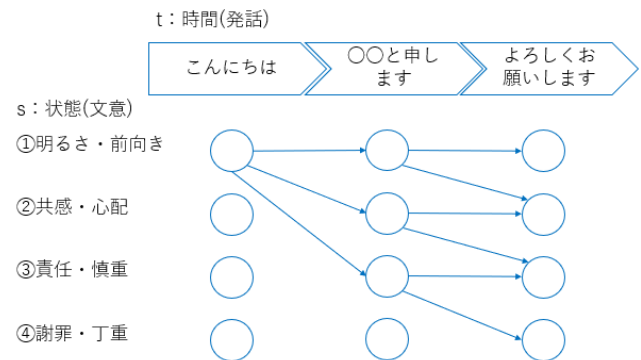 t：時間(発話)
こんにちは
〇〇と申し
ます
よろしくお
願いします
s：状態(文意)
①明るさ・前向き
②共感・心配
③責任・慎重
④謝罪・丁重